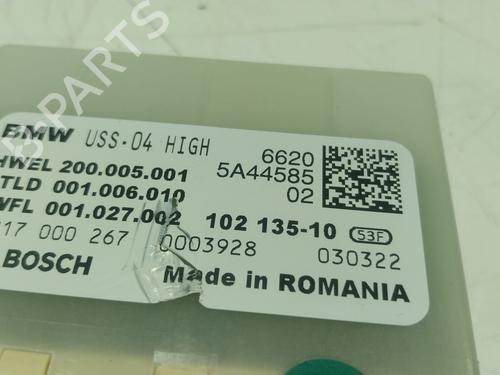 B-PARTS
BMW USS-04 HIGH
HWEL 200.005.001 6620
TLD 001.006.010 5A44585
WFL 001.027.002 02
102 135-10 53F
17 000 267 0003928 030322
BOSCH Made in ROMANIA